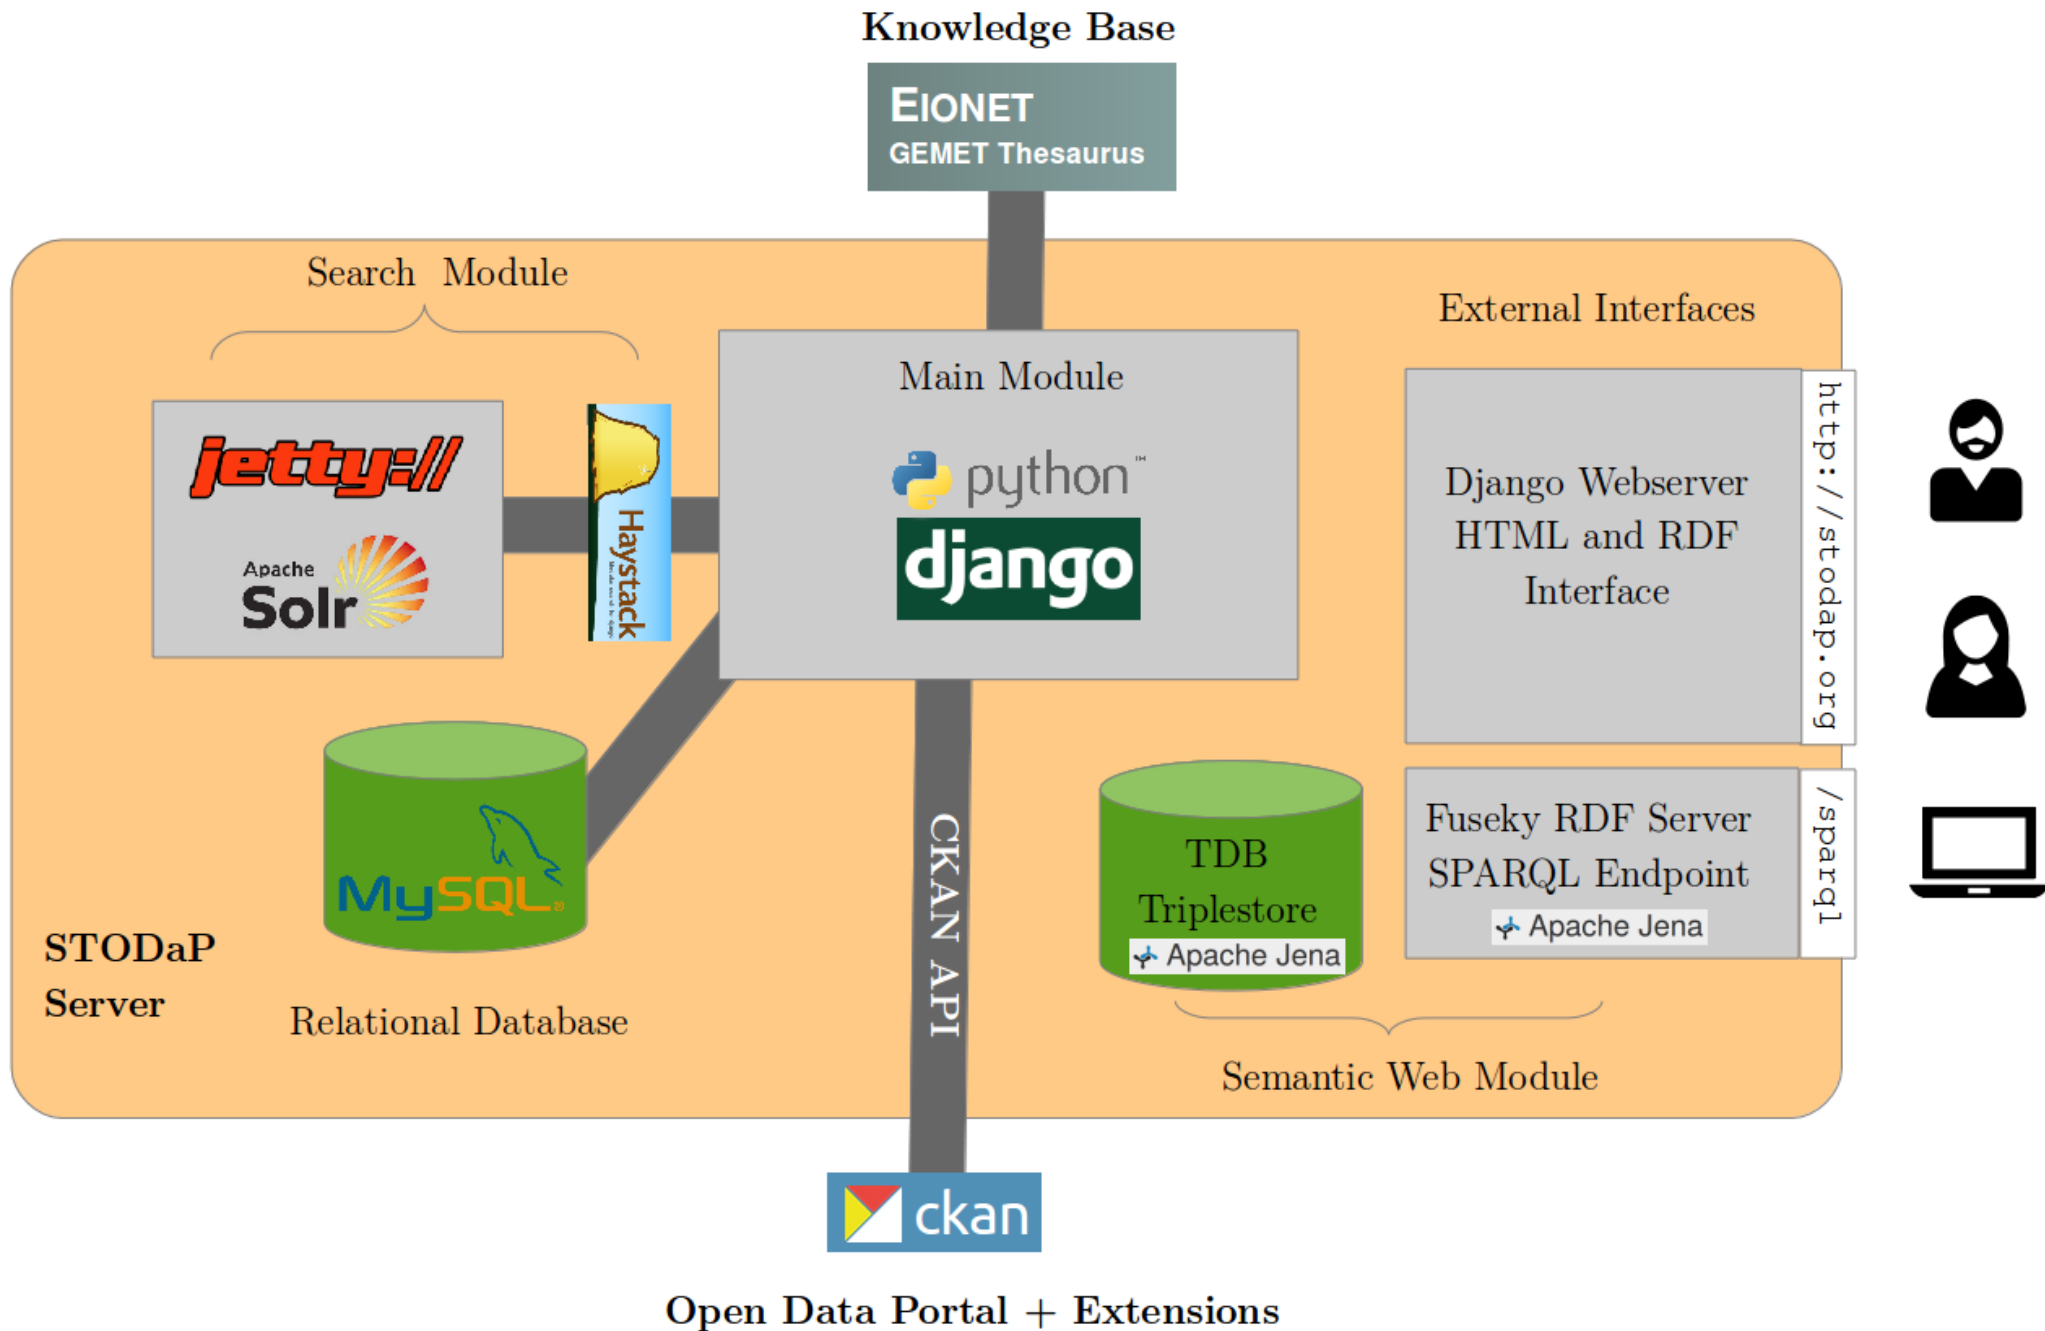 Knowledge Base
EIONET
GEMET Thesaurus
Search Module
External Interfaces
Main Module
jetty://
Apache
Solr
Haystack
python™
django
Django Webserver
HTML and RDF
Interface
http://stodap.org
MySQL®
Relational Database
STODaP
Server
CKAN API
TDB
Triplestore
Apache Jena
Fuseky RDF Server
SPARQL Endpoint
Apache Jena
/sparql
Semantic Web Module
ckan
Open Data Portal + Extensions